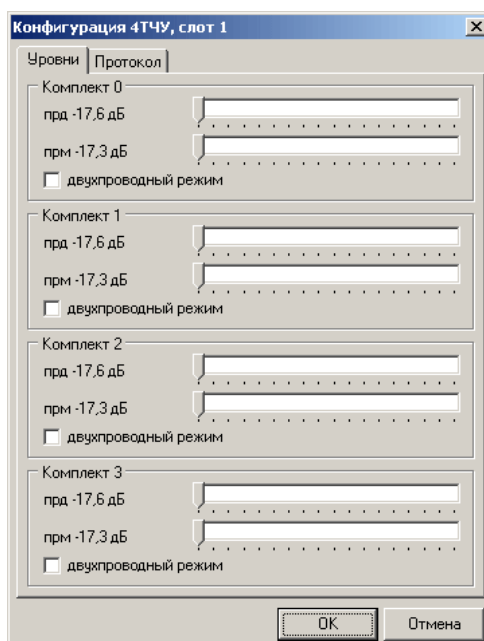 Конфигурация 4ТЧУ, слот 1
Уровни Протокол
Комплект 0
прд -17,6 дБ
прм -17,3 дБ
двухпроводный режим
Комплект 1
прд -17,6 дБ
прм -17,3 дБ
двухпроводный режим
Комплект 2
прд -17,6 дБ
прм -17,3 дБ
двухпроводный режим
Комплект 3
прд -17,6 дБ
прм -17,3 дБ
двухпроводный режим
OK Отмена